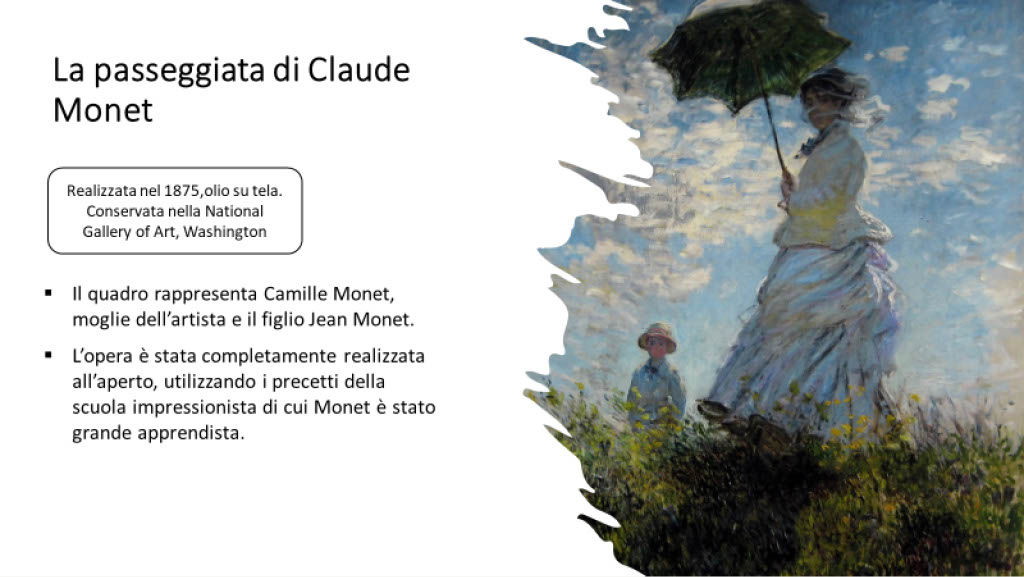 La passeggiata di Claude
Monet
Realizzata nel 1875,olio su tela.
Conservata nella National
Gallery of Art, Washington
▪ Il quadro rappresenta Camille Monet,
moglie dell’artista e il figlio Jean Monet.
▪ L’opera è stata completamente realizzata
all’aperto, utilizzando i precetti della
scuola impressionista di cui Monet è stato
grande apprendista.